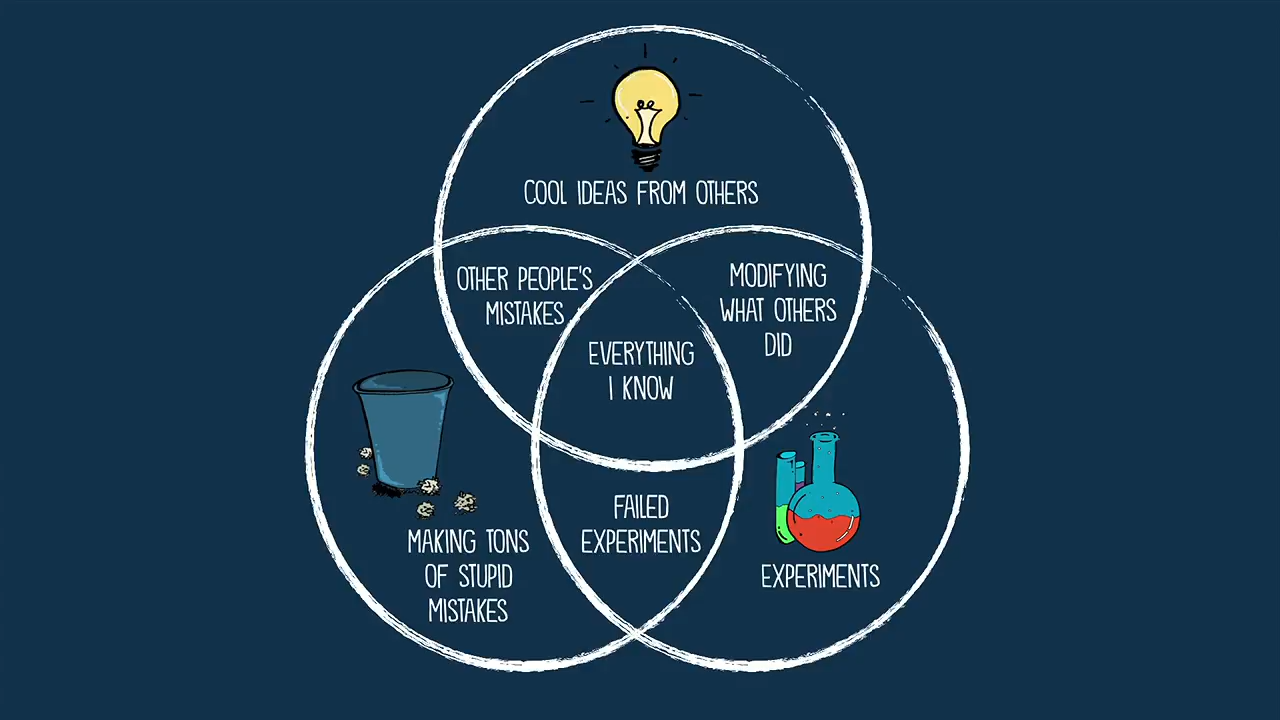 COOL IDEAS FROM OTHERS
OTHER PEOPLE'S
MISTAKES
MODIFYING
WHAT OTHERS
DID
EVERYTHING
I KNOW
FAILED
EXPERIMENTS
MAKING TONS
OF STUPID
MISTAKES
EXPERIMENTS